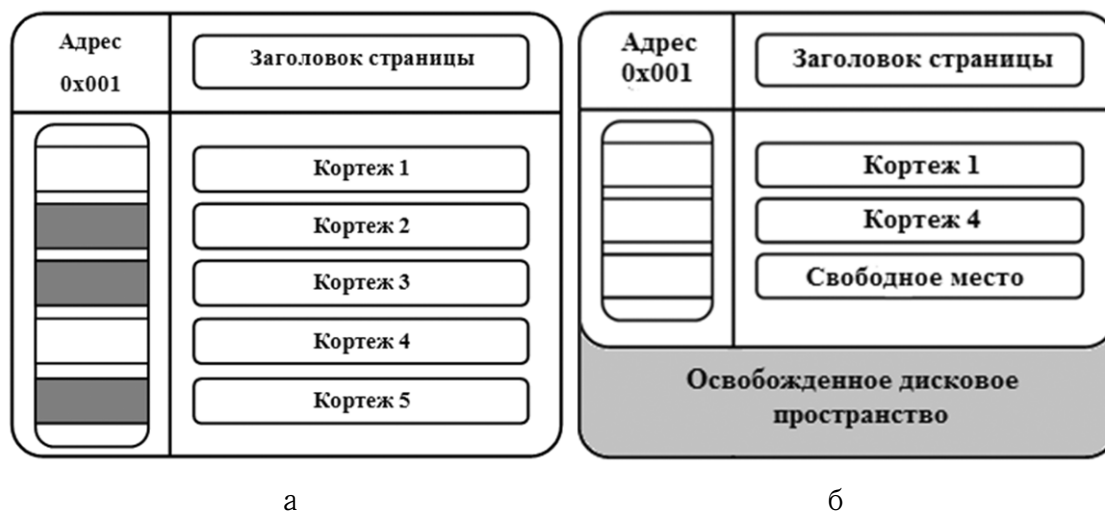 Адрес
0x001
Заголовок страницы
Кортеж 1
Кортеж 2
Кортеж 3
Кортеж 4
Кортеж 5
а
Адрес
0x001
Заголовок страницы
Кортеж 1
Кортеж 4
Свободное место
Освобожденное дисковое
пространство
б